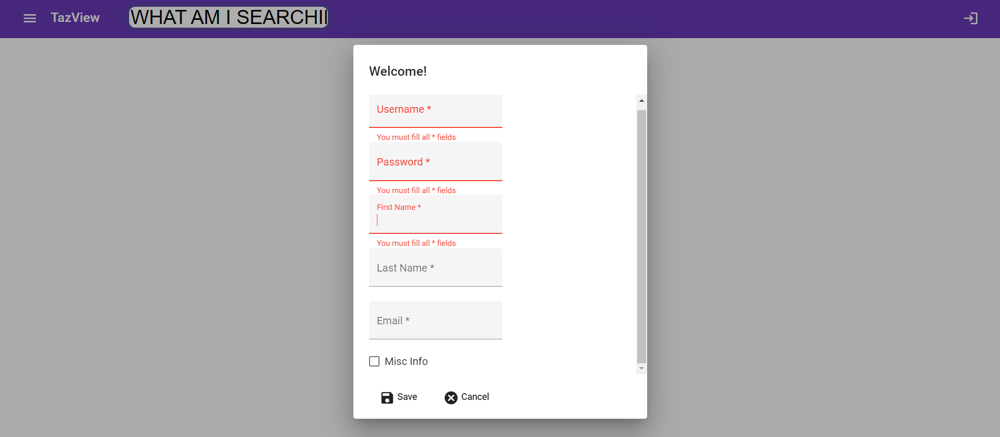 TazView
WHAT AM I SEARCHI
Welcome!
Username *
You must fill all * fields
Password *
You must fill all * fields
First Name *
You must fill all * fields
Last Name *
Email *
Misc Info
Save
Cancel